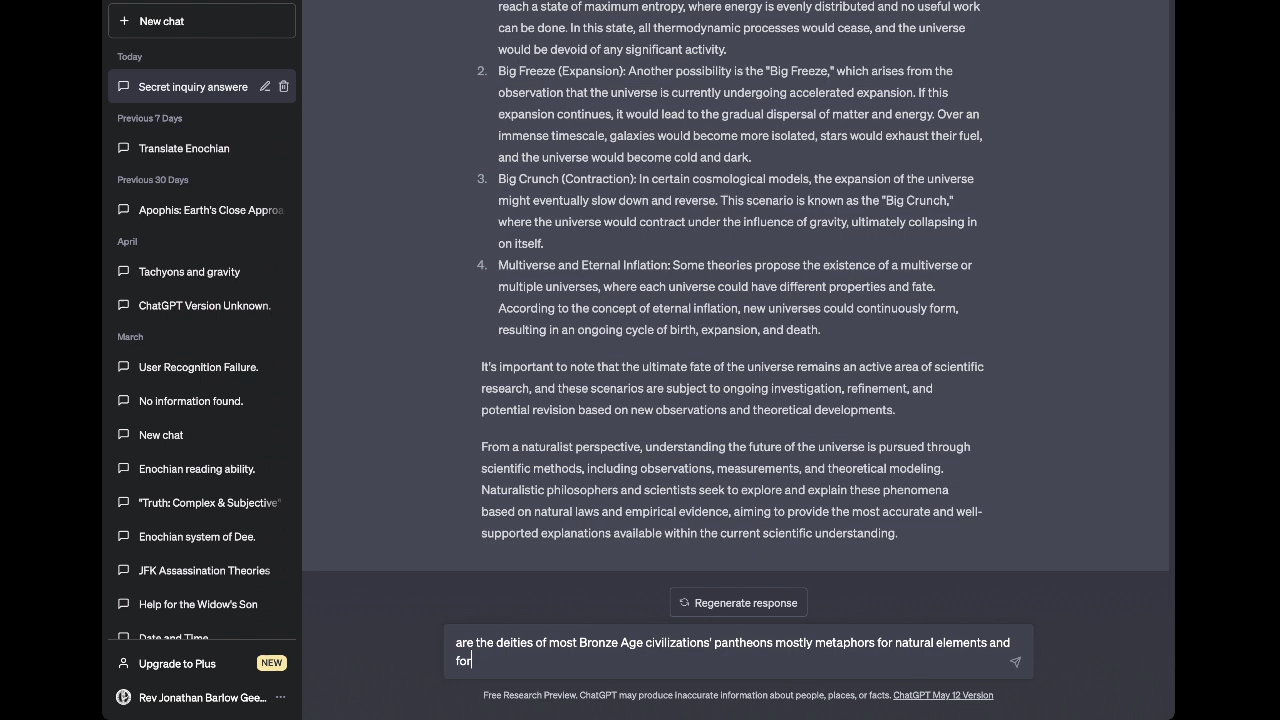 New chat
Today
Secret inquiry answere
Previous 7 Days
Translate Enochian
Previous 30 Days
Apophis: Earth's Close Approa
April
Tachyons and gravity
ChatGPT Version Unknown.
March
User Recognition Failure.
No information found.
New chat
Enochian reading ability.
"Truth: Complex & Subjective"
Enochian system of Dee.
JFK Assassination Theories
Help for the Widow's Son
Date and Time
Upgrade to Plus
NEW
Rev Jonathan Barlow Gee...
reach a state of maximum entropy, where energy is evenly distributed and no useful work
can be done. In this state, all thermodynamic processes would cease, and the universe
would be devoid of any significant activity.
2. Big Freeze (Expansion): Another possibility is the "Big Freeze," which arises from the
observation that the universe is currently undergoing accelerated expansion. If this
expansion continues, it would lead to the gradual dispersal of matter and energy. Over an
immense timescale, galaxies would become more isolated, stars would exhaust their fuel,
and the universe would become cold and dark.
3. Big Crunch (Contraction): In certain cosmological models, the expansion of the universe
might eventually slow down and reverse. This scenario is known as the "Big Crunch,"
where the universe would contract under the influence of gravity, ultimately collapsing in
on itself.
4. Multiverse and Eternal Inflation: Some theories propose the existence of a multiverse or
multiple universes, where each universe could have different properties and fate.
According to the concept of eternal inflation, new universes could continuously form,
resulting in an ongoing cycle of birth, expansion, and death.
It's important to note that the ultimate fate of the universe remains an active area of scientific
research, and these scenarios are subject to ongoing investigation, refinement, and
potential revision based on new observations and theoretical developments.
From a naturalist perspective, understanding the future of the universe is pursued through
scientific methods, including observations, measurements, and theoretical modeling.
Naturalistic philosophers and scientists seek to explore and explain these phenomena
based on natural laws and empirical evidence, aiming to provide the most accurate and well-
supported explanations available within the current scientific understanding.
Regenerate response
are the deities of most Bronze Age civilizations' pantheons mostly metaphors for natural elements and
for
Free Research Preview. ChatGPT may produce inaccurate information about people, places, or facts. ChatGPT May 12 Version